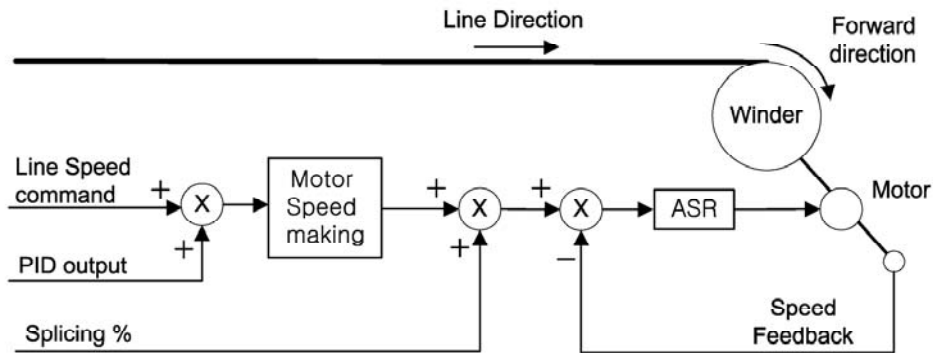 Line Direction
Forward
direction
Winder
Line Speed
command
+
X
+
Motor
Speed
making
+
X
+
+
X
−
ASR
Motor
PID output
Splicing %
Speed
Feedback